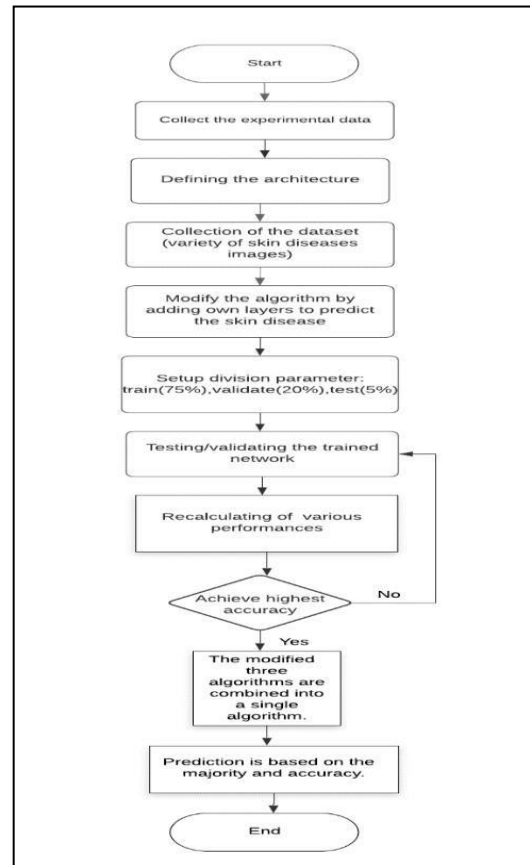 Start
Collect the experimental data
Defining the architecture
Collection of the dataset
(variety of skin diseases
images)
Modify the algorithm by
adding own layers to predict
the skin disease
Setup division parameter:
train(75%),validate(20%),test(5%)
Testing/validating the trained
network
Recalculating of various
performances
Achieve highest
accuracy
No
Yes
The modified
three
algorithms are
combined into
a single
algorithm.
Prediction is based on the
majority and accuracy.
End